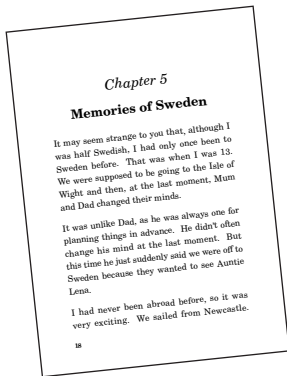 Chapter 5
Memories of Sweden
It may seem strange to you that, although I
was half Swedish, I had only once been to
Sweden before. That was when I was 13.
We were supposed to be going to the Isle of
Wight and then, at the last moment, Mum
and Dad changed their minds.
It was unlike Dad, as he was always one for
planning things in advance. He didn't often
change his mind at the last moment. But
this time he just suddenly said we were off to
Sweden because they wanted to see Auntie
Lena.
I had never been abroad before, so it was
very exciting. We sailed from Newcastle.
18